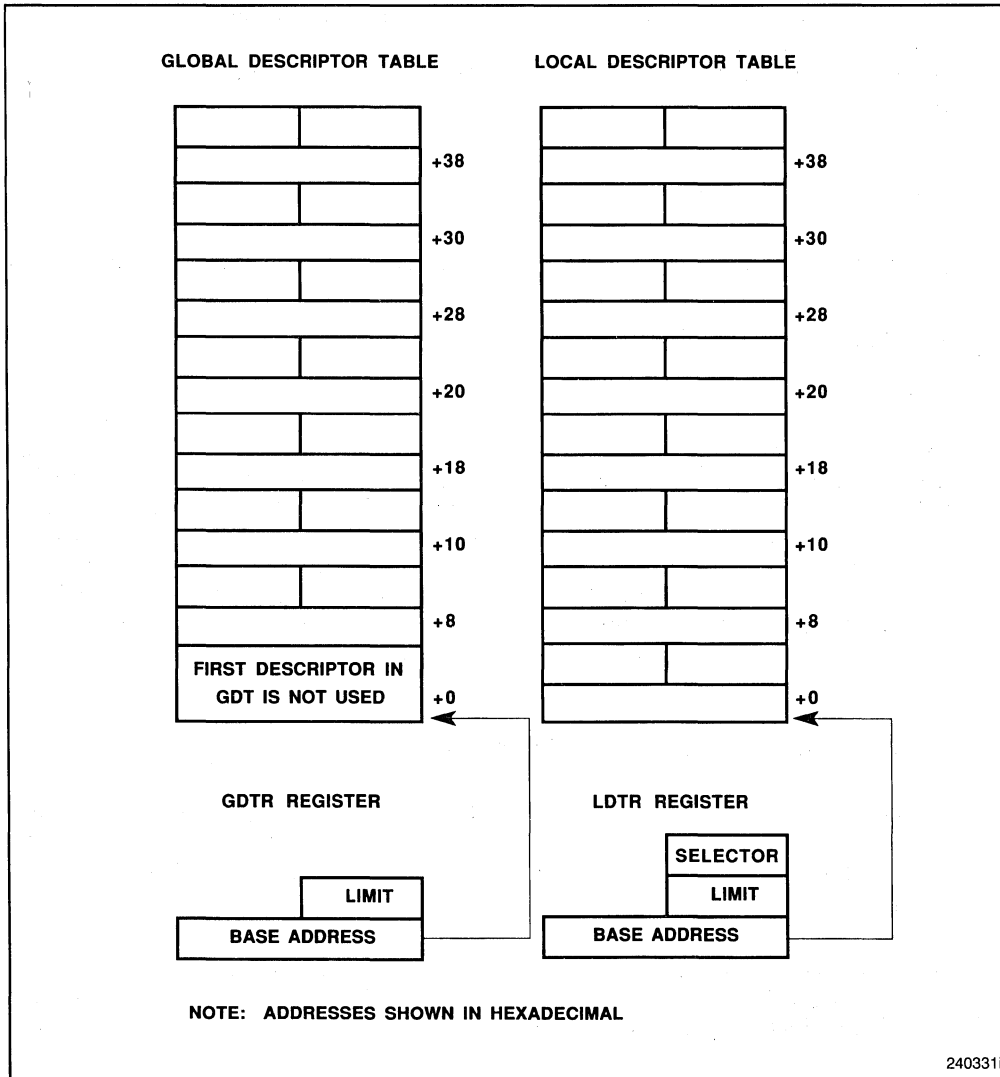 GLOBAL DESCRIPTOR TABLE
LOCAL DESCRIPTOR TABLE
+38
+38
+30
+30
+28
+28
+20
+20
+18
+18
+10
+10
+8
+8
FIRST DESCRIPTOR IN
GDT IS NOT USED
+0
+0
GDTR REGISTER
LDTR REGISTER
SELECTOR
LIMIT
LIMIT
BASE ADDRESS
BASE ADDRESS
NOTE: ADDRESSES SHOWN IN HEXADECIMAL
240331i